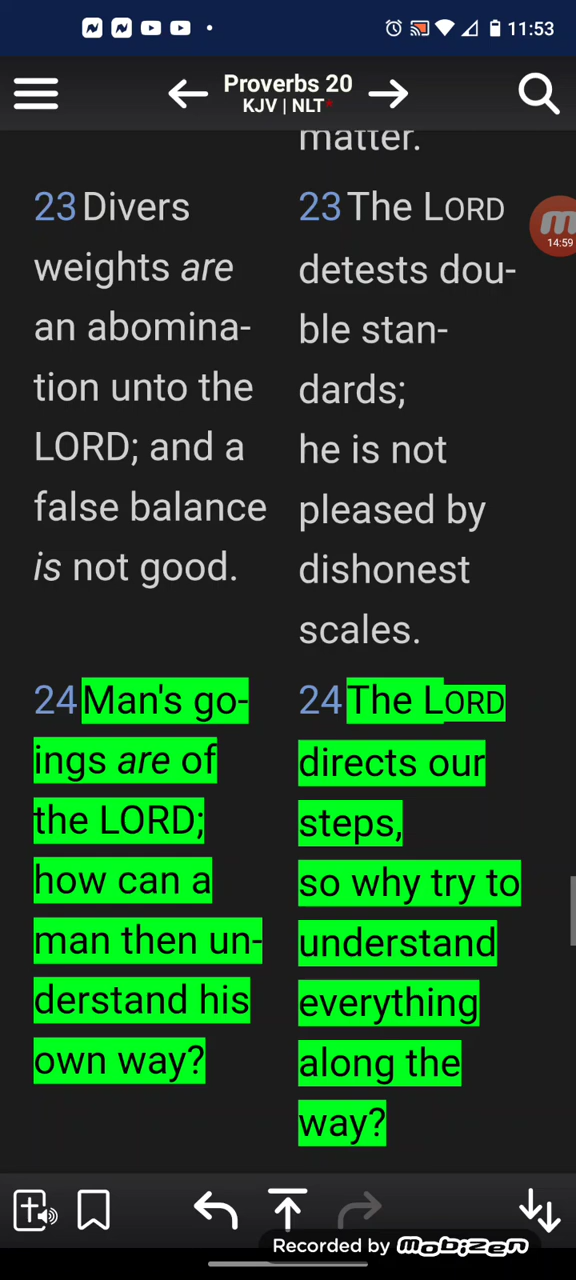 11:53
Proverbs 20
KJV | NLT*
matter.
14:59
23 Divers
weights are
an abomina-
tion unto the
LORD; and a
false balance
is not good.
23 The LORD
detests dou-
ble stan-
dards;
he is not
pleased by
dishonest
scales.
24 Man's go-
ings are of
the LORD;
how can a
man then un-
derstand his
own way?
24 The LORD
directs our
steps,
so why try to
understand
everything
along the
way?
Recorded by mobizen